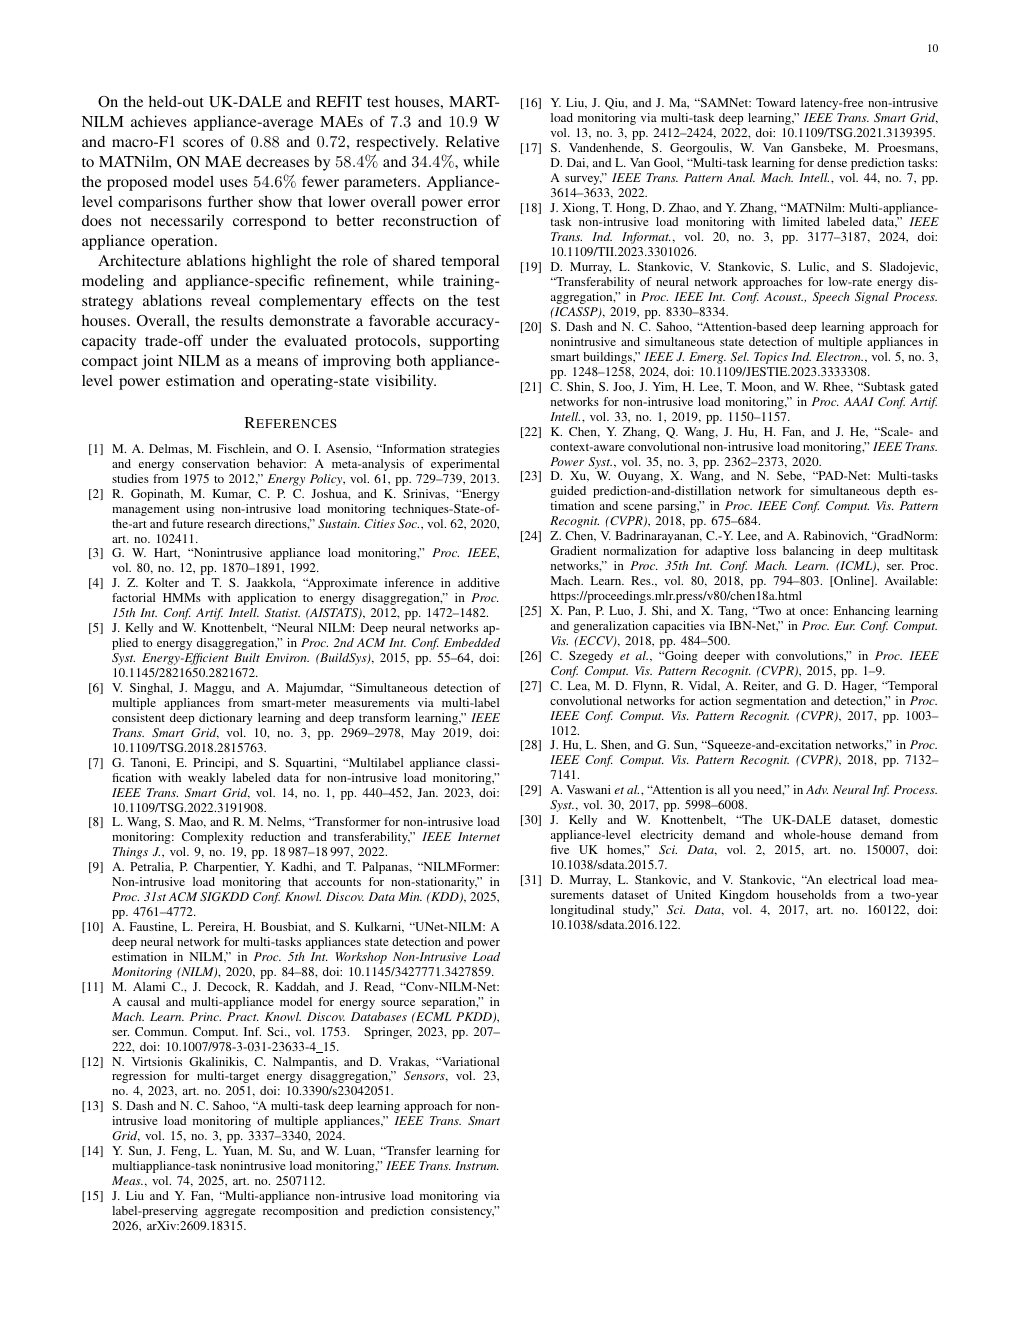 10
On the held-out UK-DALE and REFIT test houses, MART-
NILM achieves appliance-average MAEs of 7.3 and 10.9 W
and macro-F1 scores of 0.88 and 0.72, respectively. Relative
to MATNilm, ON MAE decreases by 58.4% and 34.4%, while
the proposed model uses 54.6% fewer parameters. Appliance-
level comparisons further show that lower overall power error
does not necessarily correspond to better reconstruction of
appliance operation.
Architecture ablations highlight the role of shared temporal
modeling and appliance-specific refinement, while training-
strategy ablations reveal complementary effects on the test
houses. Overall, the results demonstrate a favorable accuracy-
capacity trade-off under the evaluated protocols, supporting
compact joint NILM as a means of improving both appliance-
level power estimation and operating-state visibility.
REFERENCES
[1] M. A. Delmas, M. Fischlein, and O. I. Asensio, “Information strategies
and energy conservation behavior: A meta-analysis of experimental
studies from 1975 to 2012,” Energy Policy, vol. 61, pp. 729–739, 2013.
[2] R. Gopinath, M. Kumar, C. P. C. Joshua, and K. Srinivas, “Energy
management using non-intrusive load monitoring techniques-State-of-
the-art and future research directions,” Sustain. Cities Soc., vol. 62, 2020,
art. no. 102411.
[3] G. W. Hart, “Nonintrusive appliance load monitoring,” Proc. IEEE,
vol. 80, no. 12, pp. 1870–1891, 1992.
[4] J. Z. Kolter and T. S. Jaakkola, “Approximate inference in additive
factorial HMMs with application to energy disaggregation,” in Proc.
15th Int. Conf. Artif. Intell. Statist. (AISTATS), 2012, pp. 1472–1482.
[5] J. Kelly and W. Knottenbelt, “Neural NILM: Deep neural networks ap-
plied to energy disaggregation,” in Proc. 2nd ACM Int. Conf. Embedded
Syst. Energy-Efficient Built Environ. (BuildSys), 2015, pp. 55–64, doi:
10.1145/2821650.2821672.
[6] V. Singhal, J. Maggu, and A. Majumdar, “Simultaneous detection of
multiple appliances from smart-meter measurements via multi-label
consistent deep dictionary learning and deep transform learning,” IEEE
Trans. Smart Grid, vol. 10, no. 3, pp. 2969–2978, May 2019, doi:
10.1109/TSG.2018.2815763.
[7] G. Tanoni, E. Principi, and S. Squartini, “Multilabel appliance classi-
fication with weakly labeled data for non-intrusive load monitoring,”
IEEE Trans. Smart Grid, vol. 14, no. 1, pp. 440–452, Jan. 2023, doi:
10.1109/TSG.2022.3191908.
[8] L. Wang, S. Mao, and R. M. Nelms, “Transformer for non-intrusive load
monitoring: Complexity reduction and transferability,” IEEE Internet
Things J., vol. 9, no. 19, pp. 18 987–18 997, 2022.
[9] A. Petralia, P. Charpentier, Y. Kadhi, and T. Palpanas, “NILMFormer:
Non-intrusive load monitoring that accounts for non-stationarity,” in
Proc. 31st ACM SIGKDD Conf. Knowl. Discov. Data Min. (KDD), 2025,
pp. 4761–4772.
[10] A. Faustine, L. Pereira, H. Bousbiat, and S. Kulkarni, “UNet-NILM: A
deep neural network for multi-tasks appliances state detection and power
estimation in NILM,” in Proc. 5th Int. Workshop Non-Intrusive Load
Monitoring (NILM), 2020, pp. 84–88, doi: 10.1145/3427771.3427859.
[11] M. Alami C., J. Decock, R. Kaddah, and J. Read, “Conv-NILM-Net:
A causal and multi-appliance model for energy source separation,” in
Mach. Learn. Princ. Pract. Knowl. Discov. Databases (ECML PKDD),
ser. Commun. Comput. Inf. Sci., vol. 1753. Springer, 2023, pp. 207–
222, doi: 10.1007/978-3-031-23633-4_15.
[12] N. Virtsionis Gkalinikis, C. Nalmpantis, and D. Vrakas, “Variational
regression for multi-target energy disaggregation,” Sensors, vol. 23,
no. 4, 2023, art. no. 2051, doi: 10.3390/s23042051.
[13] S. Dash and N. C. Sahoo, “A multi-task deep learning approach for non-
intrusive load monitoring of multiple appliances,” IEEE Trans. Smart
Grid, vol. 15, no. 3, pp. 3337–3340, 2024.
[14] Y. Sun, J. Feng, L. Yuan, M. Su, and W. Luan, “Transfer learning for
multiappliance-task nonintrusive load monitoring,” IEEE Trans. Instrum.
Meas., vol. 74, 2025, art. no. 2507112.
[15] J. Liu and Y. Fan, “Multi-appliance non-intrusive load monitoring via
label-preserving aggregate recomposition and prediction consistency,”
2026, arXiv:2609.18315.
[16] Y. Liu, J. Qiu, and J. Ma, “SAMNet: Toward latency-free non-intrusive
load monitoring via multi-task deep learning,” IEEE Trans. Smart Grid,
vol. 13, no. 3, pp. 2412–2424, 2022, doi: 10.1109/TSG.2021.3139395.
[17] S. Vandenhende, S. Georgoulis, W. Van Gansbeke, M. Proesmans,
D. Dai, and L. Van Gool, “Multi-task learning for dense prediction tasks:
A survey,” IEEE Trans. Pattern Anal. Mach. Intell., vol. 44, no. 7, pp.
3614–3633, 2022.
[18] J. Xiong, T. Hong, D. Zhao, and Y. Zhang, “MATNilm: Multi-appliance-
task non-intrusive load monitoring with limited labeled data,” IEEE
Trans. Ind. Informat., vol. 20, no. 3, pp. 3177–3187, 2024, doi:
10.1109/TII.2023.3301026.
[19] D. Murray, L. Stankovic, V. Stankovic, S. Lulic, and S. Sladojevic,
“Transferability of neural network approaches for low-rate energy dis-
aggregation,” in Proc. IEEE Int. Conf. Acoust., Speech Signal Process.
(ICASSP), 2019, pp. 8330–8334.
[20] S. Dash and N. C. Sahoo, “Attention-based deep learning approach for
nonintrusive and simultaneous state detection of multiple appliances in
smart buildings,” IEEE J. Emerg. Sel. Topics Ind. Electron., vol. 5, no. 3,
pp. 1248–1258, 2024, doi: 10.1109/JESTIE.2023.3333308.
[21] C. Shin, S. Joo, J. Yim, H. Lee, T. Moon, and W. Rhee, “Subtask gated
networks for non-intrusive load monitoring,” in Proc. AAAI Conf. Artif.
Intell., vol. 33, no. 1, 2019, pp. 1150–1157.
[22] K. Chen, Y. Zhang, Q. Wang, J. Hu, H. Fan, and J. He, “Scale- and
context-aware convolutional non-intrusive load monitoring,” IEEE Trans.
Power Syst., vol. 35, no. 3, pp. 2362–2373, 2020.
[23] D. Xu, W. Ouyang, X. Wang, and N. Sebe, “PAD-Net: Multi-tasks
guided prediction-and-distillation network for simultaneous depth es-
timation and scene parsing,” in Proc. IEEE Conf. Comput. Vis. Pattern
Recognit. (CVPR), 2018, pp. 675–684.
[24] Z. Chen, V. Badrinarayanan, C.-Y. Lee, and A. Rabinovich, “GradNorm:
Gradient normalization for adaptive loss balancing in deep multitask
networks,” in Proc. 35th Int. Conf. Mach. Learn. (ICML), ser. Proc.
Mach. Learn. Res., vol. 80, 2018, pp. 794–803. [Online]. Available:
https://proceedings.mlr.press/v80/chen18a.html
[25] X. Pan, P. Luo, J. Shi, and X. Tang, “Two at once: Enhancing learning
and generalization capacities via IBN-Net,” in Proc. Eur. Conf. Comput.
Vis. (ECCV), 2018, pp. 484–500.
[26] C. Szegedy et al., “Going deeper with convolutions,” in Proc. IEEE
Conf. Comput. Vis. Pattern Recognit. (CVPR), 2015, pp. 1–9.
[27] C. Lea, M. D. Flynn, R. Vidal, A. Reiter, and G. D. Hager, “Temporal
convolutional networks for action segmentation and detection,” in Proc.
IEEE Conf. Comput. Vis. Pattern Recognit. (CVPR), 2017, pp. 1003–
1012.
[28] J. Hu, L. Shen, and G. Sun, “Squeeze-and-excitation networks,” in Proc.
IEEE Conf. Comput. Vis. Pattern Recognit. (CVPR), 2018, pp. 7132–
7141.
[29] A. Vaswani et al., “Attention is all you need,” in Adv. Neural Inf. Process.
Syst., vol. 30, 2017, pp. 5998–6008.
[30] J. Kelly and W. Knottenbelt, “The UK-DALE dataset, domestic
appliance-level electricity demand and whole-house demand from
five UK homes,” Sci. Data, vol. 2, 2015, art. no. 150007, doi:
10.1038/sdata.2015.7.
[31] D. Murray, L. Stankovic, and V. Stankovic, “An electrical load mea-
surements dataset of United Kingdom households from a two-year
longitudinal study,” Sci. Data, vol. 4, 2017, art. no. 160122, doi:
10.1038/sdata.2016.122.